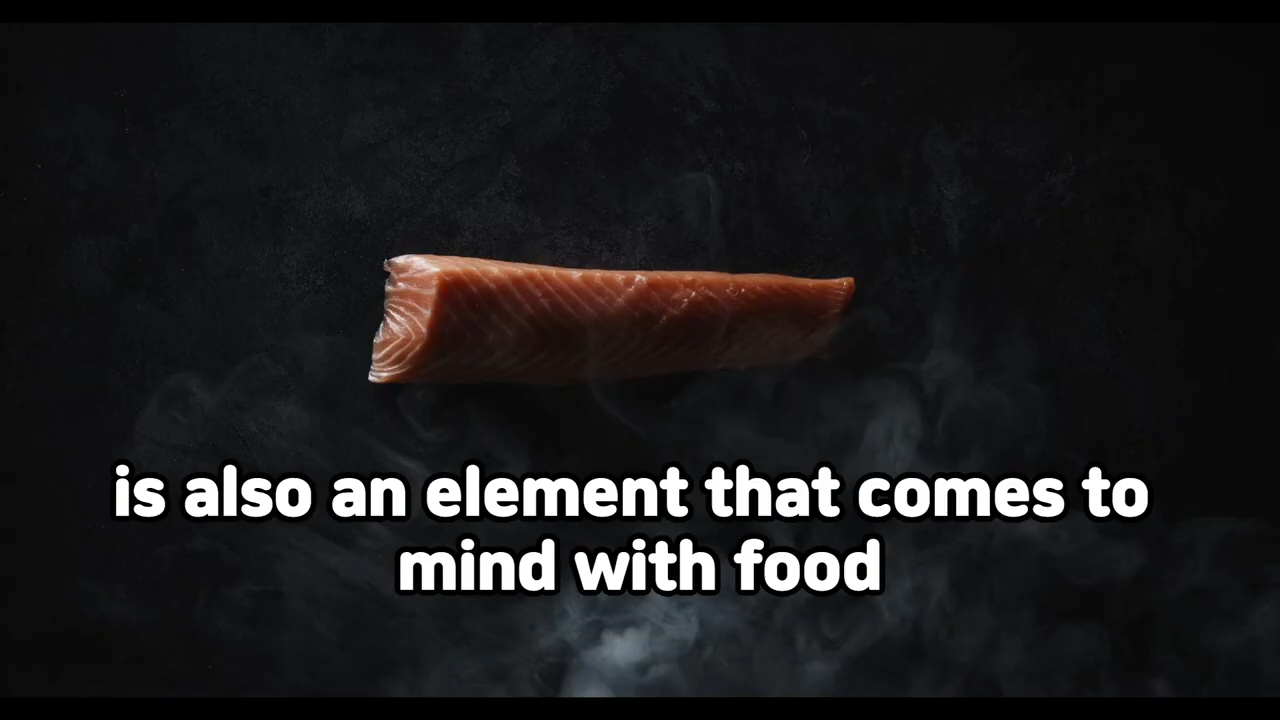 is also an element that comes to
mind with food